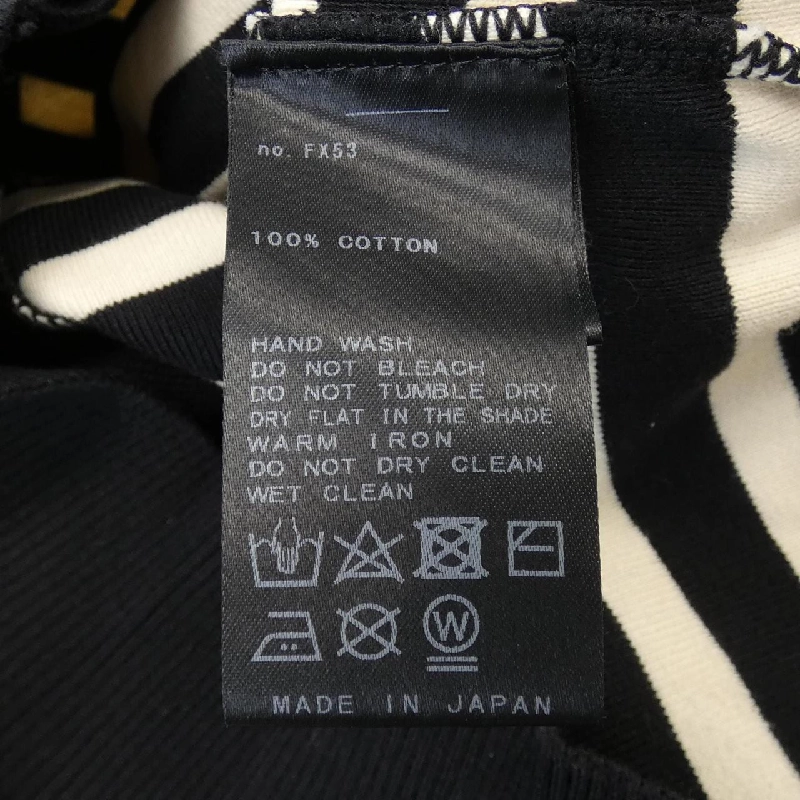 no. FX53
100% COTTON
HAND WASH
DO NOT BLEACH
DO NOT TUMBLE DRY
DRY FLAT IN THE SHADE
WARM IRON
DO NOT DRY CLEAN
WET CLEAN
W
MADE IN JAPAN